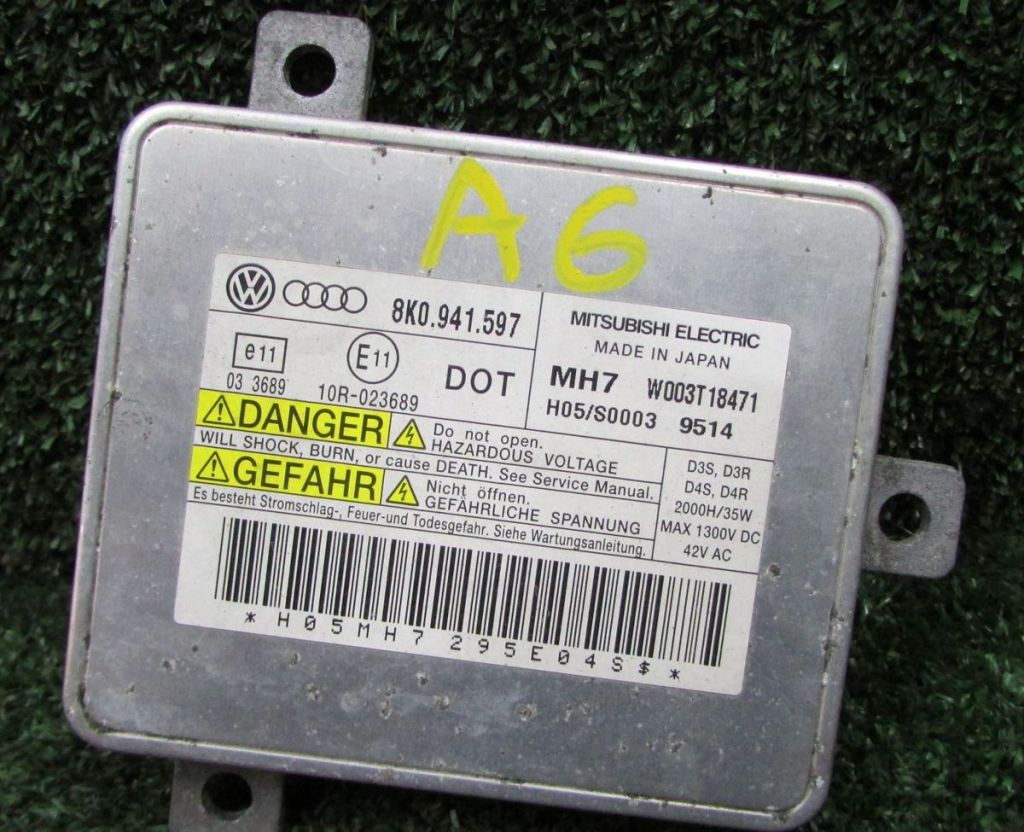 A6
8K0.941.597
e11
03 3689
E11
10R-023689
DOT
MITSUBISHI ELECTRIC
MADE IN JAPAN
MH7 W003T18471
H05/S0003 9514
DANGER
Do not open.
HAZARDOUS VOLTAGE
WILL SHOCK, BURN, or cause DEATH. See Service Manual.
GEFAHR
Nicht öffnen.
GEFÄHRLICHE SPANNUNG
Es besteht Stromschlag-, Feuer-und Todesgefahr. Siehe Wartungsanleitung.
D3S, D3R
D4S, D4R
2000H/35W
MAX 1300V DC
42V AC
*H05MH7295E04S$*